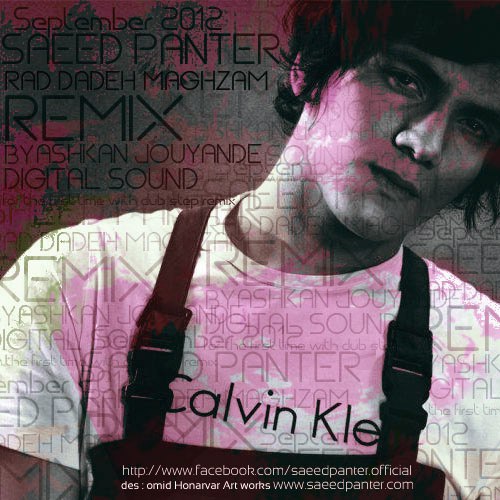 September 2012
SAEED PANTER
RAD DADEH MAGHZAM
REMIX
BY ASHKAN JOUYANDE
DIGITAL SOUND
for the first time with dub step remix
Calvin Kle
http://www.facebook.com/saeedpanter.official
des : omid Honarvar Art works www.saeedpanter.com